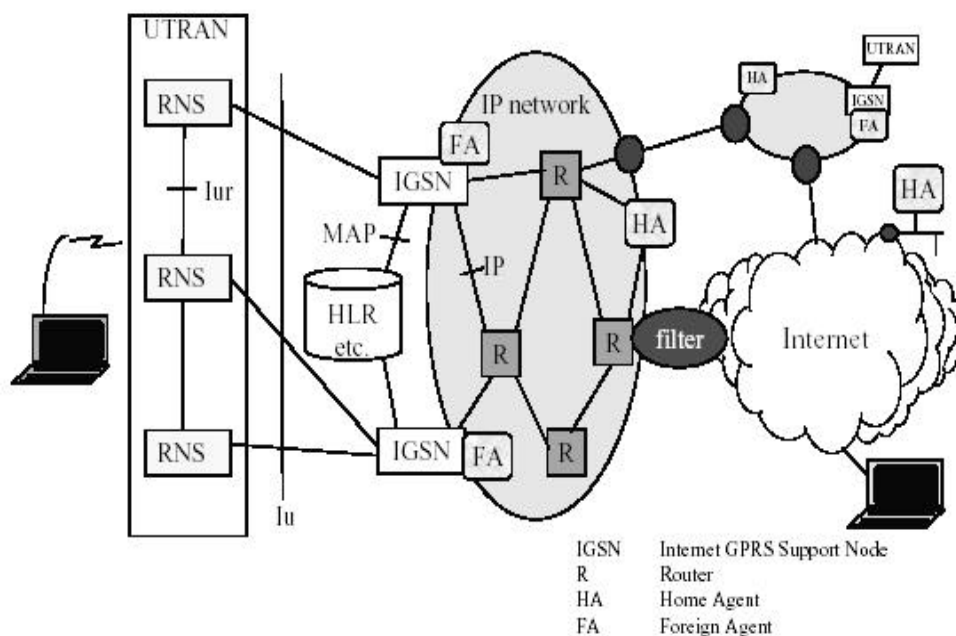 UTRAN
RNS
Iur
RNS
RNS
Iu
MAP
HLR
etc.
IGSN
FA
IGSN
FA
IP network
IP
R
R
R
R
HA
filter
HA
UTRAN
IGSN
FA
HA
Internet
IGSN Internet GPRS Support Node
R Router
HA Home Agent
FA Foreign Agent